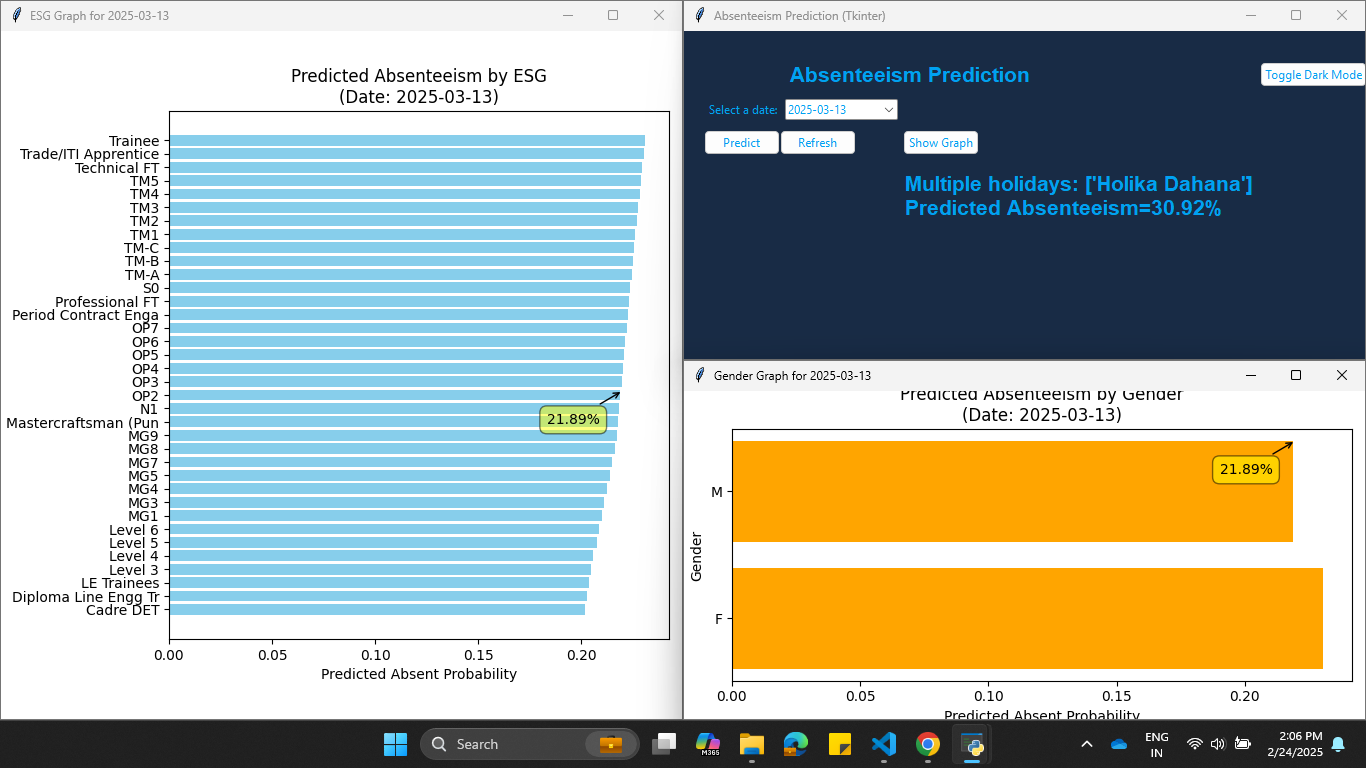 ESG Graph for 2025-03-13
Predicted Absenteeism by ESG
(Date: 2025-03-13)
Trainee
Trade/ITI Apprentice
Technical FT
TM5
TM4
TM3
TM2
TM1
TM-C
TM-B
TM-A
S0
Professional FT
Period Contract Enga
OP7
OP6
OP5
OP4
OP3
OP2
N1
Mastercraftsman (Pun
MG9
MG8
MG7
MG5
MG4
MG3
MG1
Level 6
Level 5
Level 4
Level 3
LE Trainees
Diploma Line Engg Tr
Cadre DET
21.89%
0.00 0.05 0.10 0.15 0.20
Predicted Absent Probability
Absenteeism Prediction (Tkinter)
Absenteeism Prediction
Toggle Dark Mode
Select a date: 2025-03-13
Predict Refresh Show Graph
Multiple holidays: ['Holika Dahana']
Predicted Absenteeism=30.92%
Gender Graph for 2025-03-13
Predicted Absenteeism by Gender
(Date: 2025-03-13)
21.89%
M
Gender
F
0.00 0.05 0.10 0.15 0.20
Predicted Absent Probability
Search
M365
ENG
IN
2:06 PM
2/24/2025